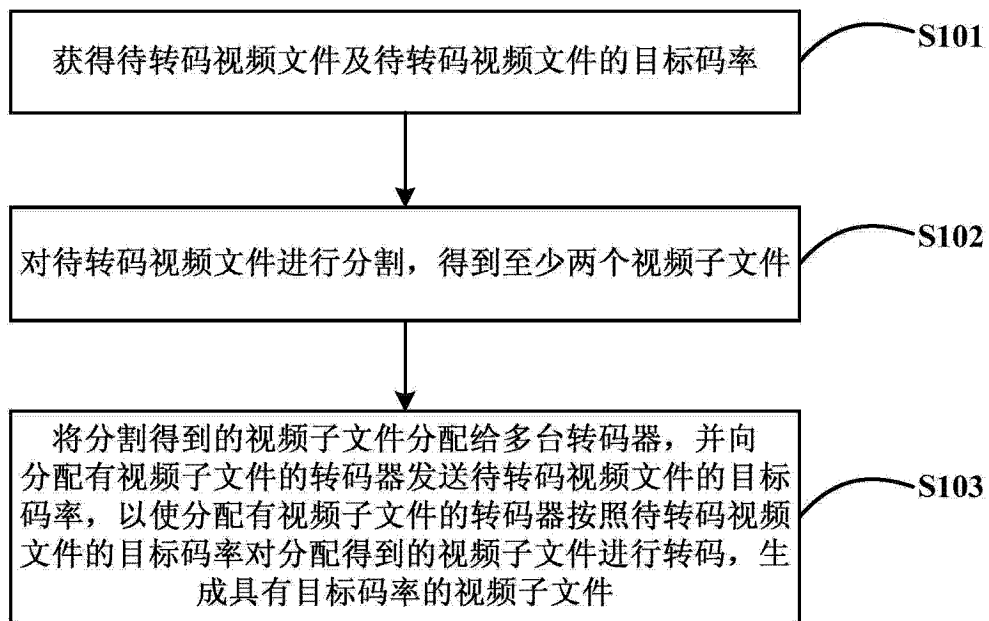 获得待转码视频文件及待转码视频文件的目标码率
S101
对待转码视频文件进行分割，得到至少两个视频子文件
S102
将分割得到的视频子文件分配给多台转码器，并向
分配有视频子文件的转码器发送待转码视频文件的目标
码率，以使分配有视频子文件的转码器按照待转码视频
文件的目标码率对分配得到的视频子文件进行转码，生
成具有目标码率的视频子文件
S103